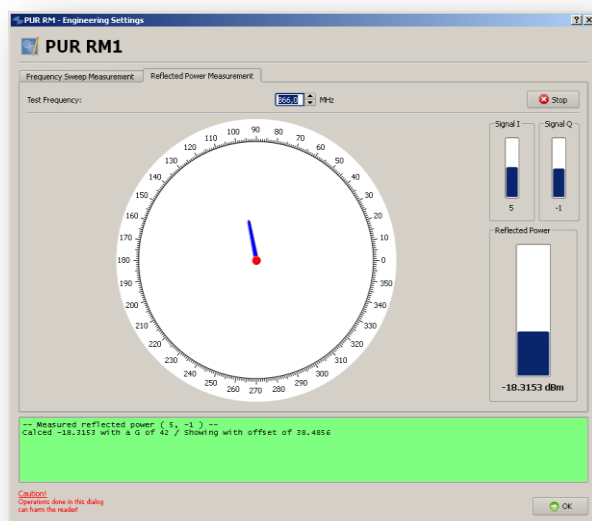 PUR RM - Engineering Settings
PUR RM1
Frequency Sweep Measurement Reflected Power Measurement
Test Frequency: 866,0 MHz Stop
Signal I Signal Q
5 -1
Reflected Power
-18.3153 dBm
90
100 80
110 70
120 60
130 50
140 40
150 30
160 20
170 10
180 0
190 350
200 340
210 330
220 320
230 310
240 300
250 290
260 280
270
-- Measured reflected power ( 5, -1 ) --
Calced -18.3153 with a G of 42 / Showing with offset of 38.4856
Caution!
Operations done in this dialog
can harm the reader!
OK